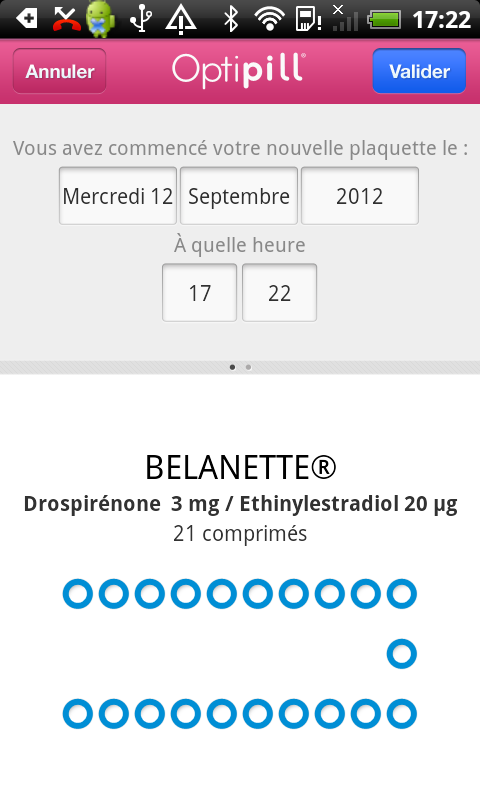 17:22
Annuler
Optipill®
Valider
Vous avez commencé votre nouvelle plaquette le :
Mercredi 12 Septembre 2012
À quelle heure
17 22
BELANETTE®
Drospirénone 3 mg / Ethinylestradiol 20 µg
21 comprimés